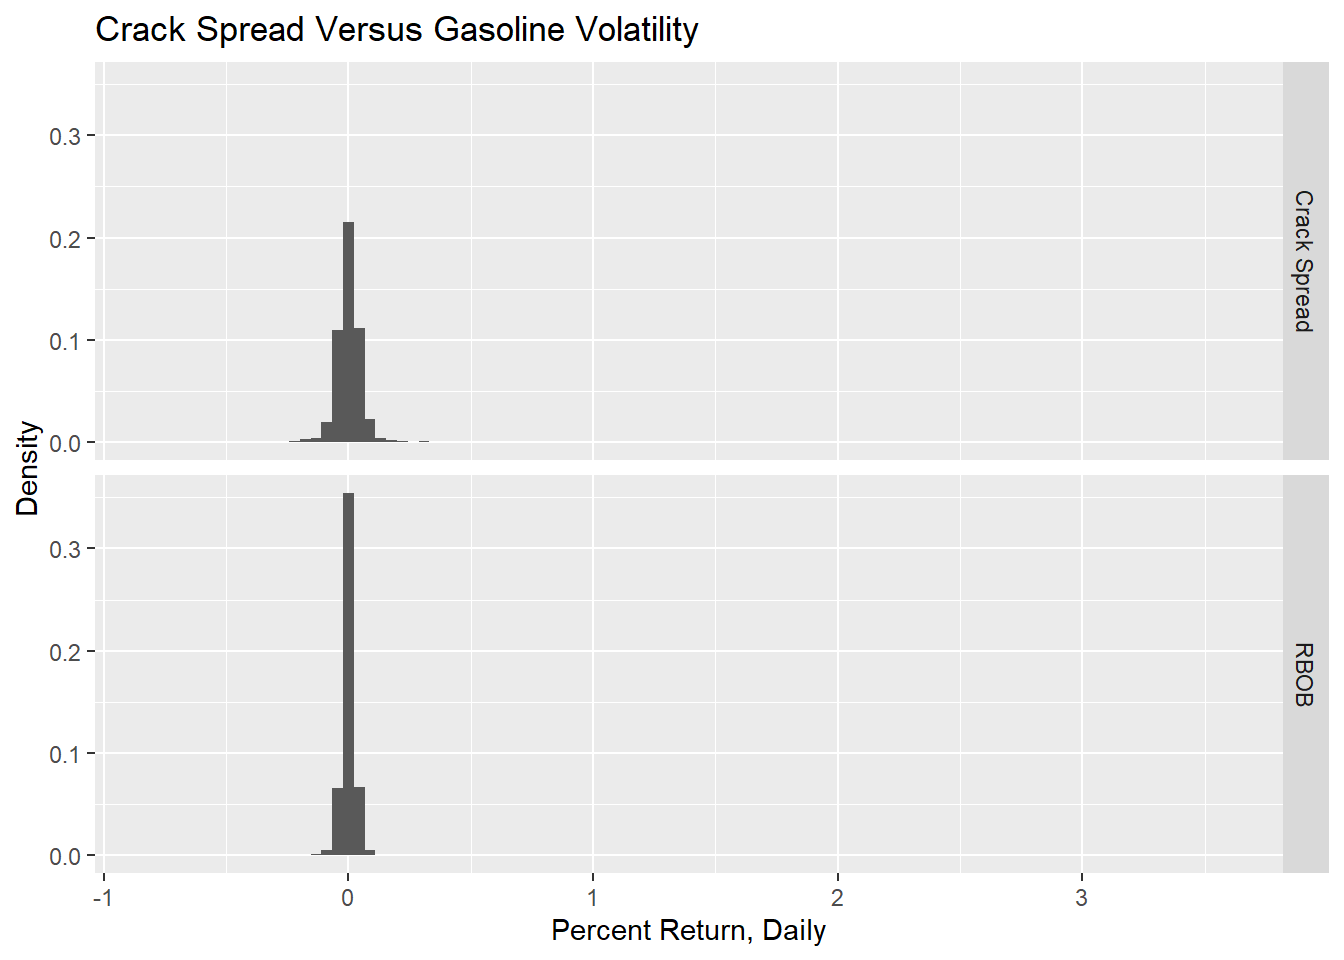 Crack Spread Versus Gasoline Volatility
0.3
0.2
0.1
0.0
Crack Spread
Density
0.3
0.2
0.1
0.0
RBOB
-1 0 1 2 3
Percent Return, Daily